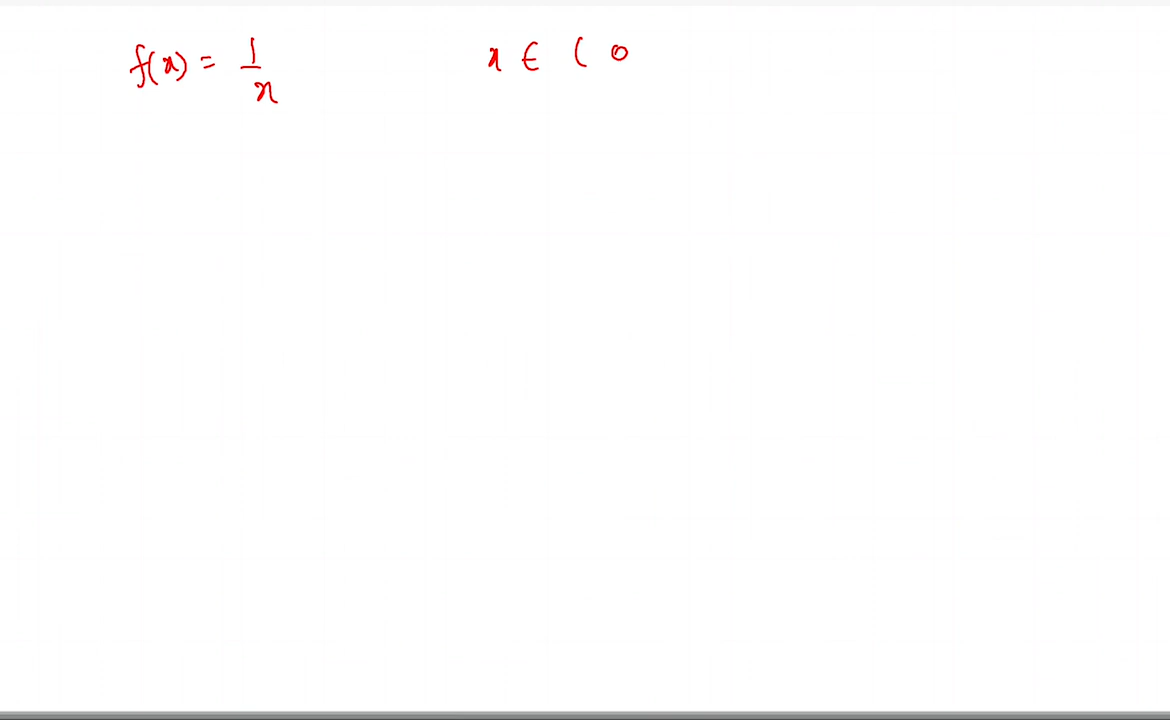 f(x) = 1/x x ∈ ( 0